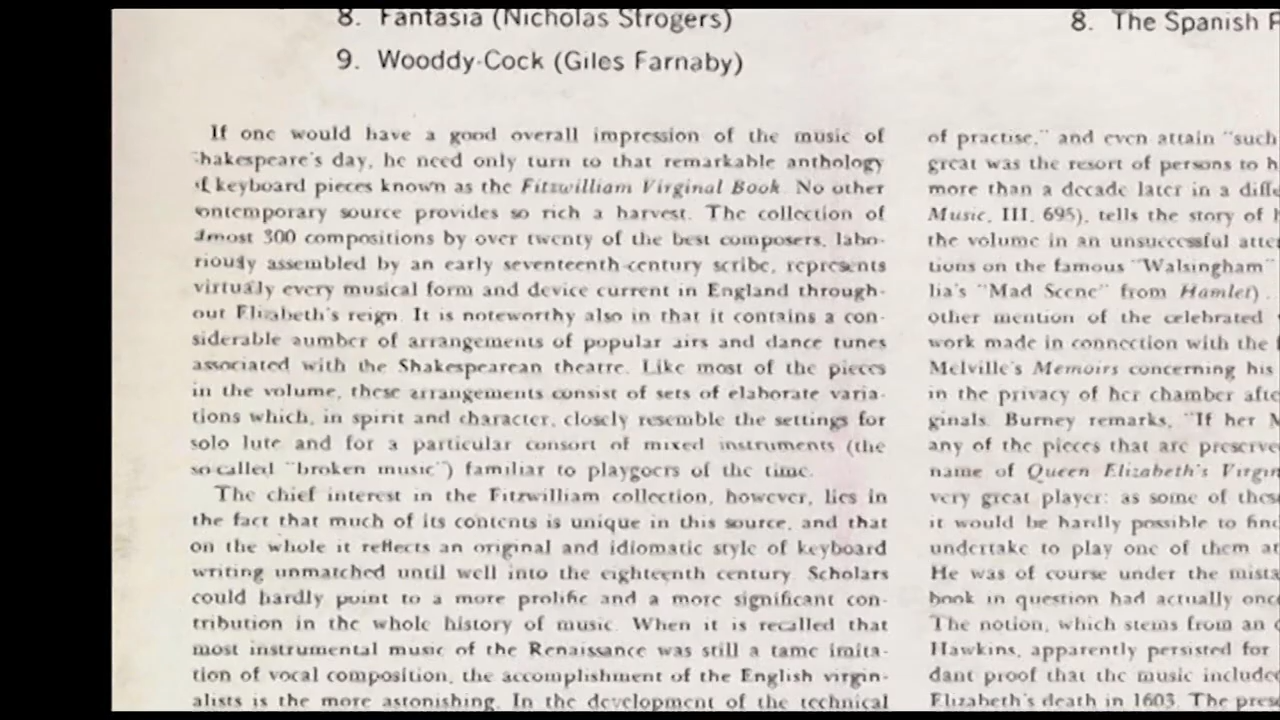 8. Fantasia (Nicholas Strogers)
9. Wooddy-Cock (Giles Farnaby)
If one would have a good overall impression of the music of
hakespeare's day, he need only turn to that remarkable anthology
f keyboard pieces known as the Fitzwilliam Virginal Book. No other
ontemporary source provides so rich a harvest. The collection of
almost 300 compositions by over twenty of the best composers, labo-
riously assembled by an early seventeenth-century scribe, represents
virtually every musical form and device current in England through-
out Elizabeth's reign. It is noteworthy also in that it contains a con-
siderable number of arrangements of popular airs and dance tunes
associated with the Shakespearean theatre. Like most of the pieces
in the volume, these arrangements consist of sets of elaborate varia-
tions which, in spirit and character, closely resemble the settings for
solo lute and for a particular consort of mixed instruments (the
so-called "broken music") familiar to playgoers of the time.
The chief interest in the Fitzwilliam collection, however, lies in
the fact that much of its contents is unique in this source, and that
on the whole it reflects an original and idiomatic style of keyboard
writing unmatched until well into the eighteenth century. Scholars
could hardly point to a more prolific and a more significant con-
tribution in the whole history of music. When it is recalled that
most instrumental music of the Renaissance was still a tame imita-
tion of vocal composition, the accomplishment of the English virgin-
alists is the more astonishing. In the development of the technical
8. The Spanish
of practise," and even attain "such
great was the resort of persons to h
more than a decade later in a diffe
Music, III, 695), tells the story of
the volume in an unsuccessful atte
tions on the famous "Walsingham"
lia's "Mad Scene" from Hamlet).
other mention of the celebrated
work made in connection with the
Melville's Memoirs concerning his
in the privacy of her chamber afte
ginals. Burney remarks, "If her M
any of the pieces that are preserve
name of Queen Elizabeth's Virgin
very great player: as some of thes
it would be hardly possible to find
undertake to play one of them at
He was of course under the mista
book in question had actually onc
The notion, which stems from an
Hawkins, apparently persisted for
dant proof that the music include
Elizabeth's death in 1603. The pres